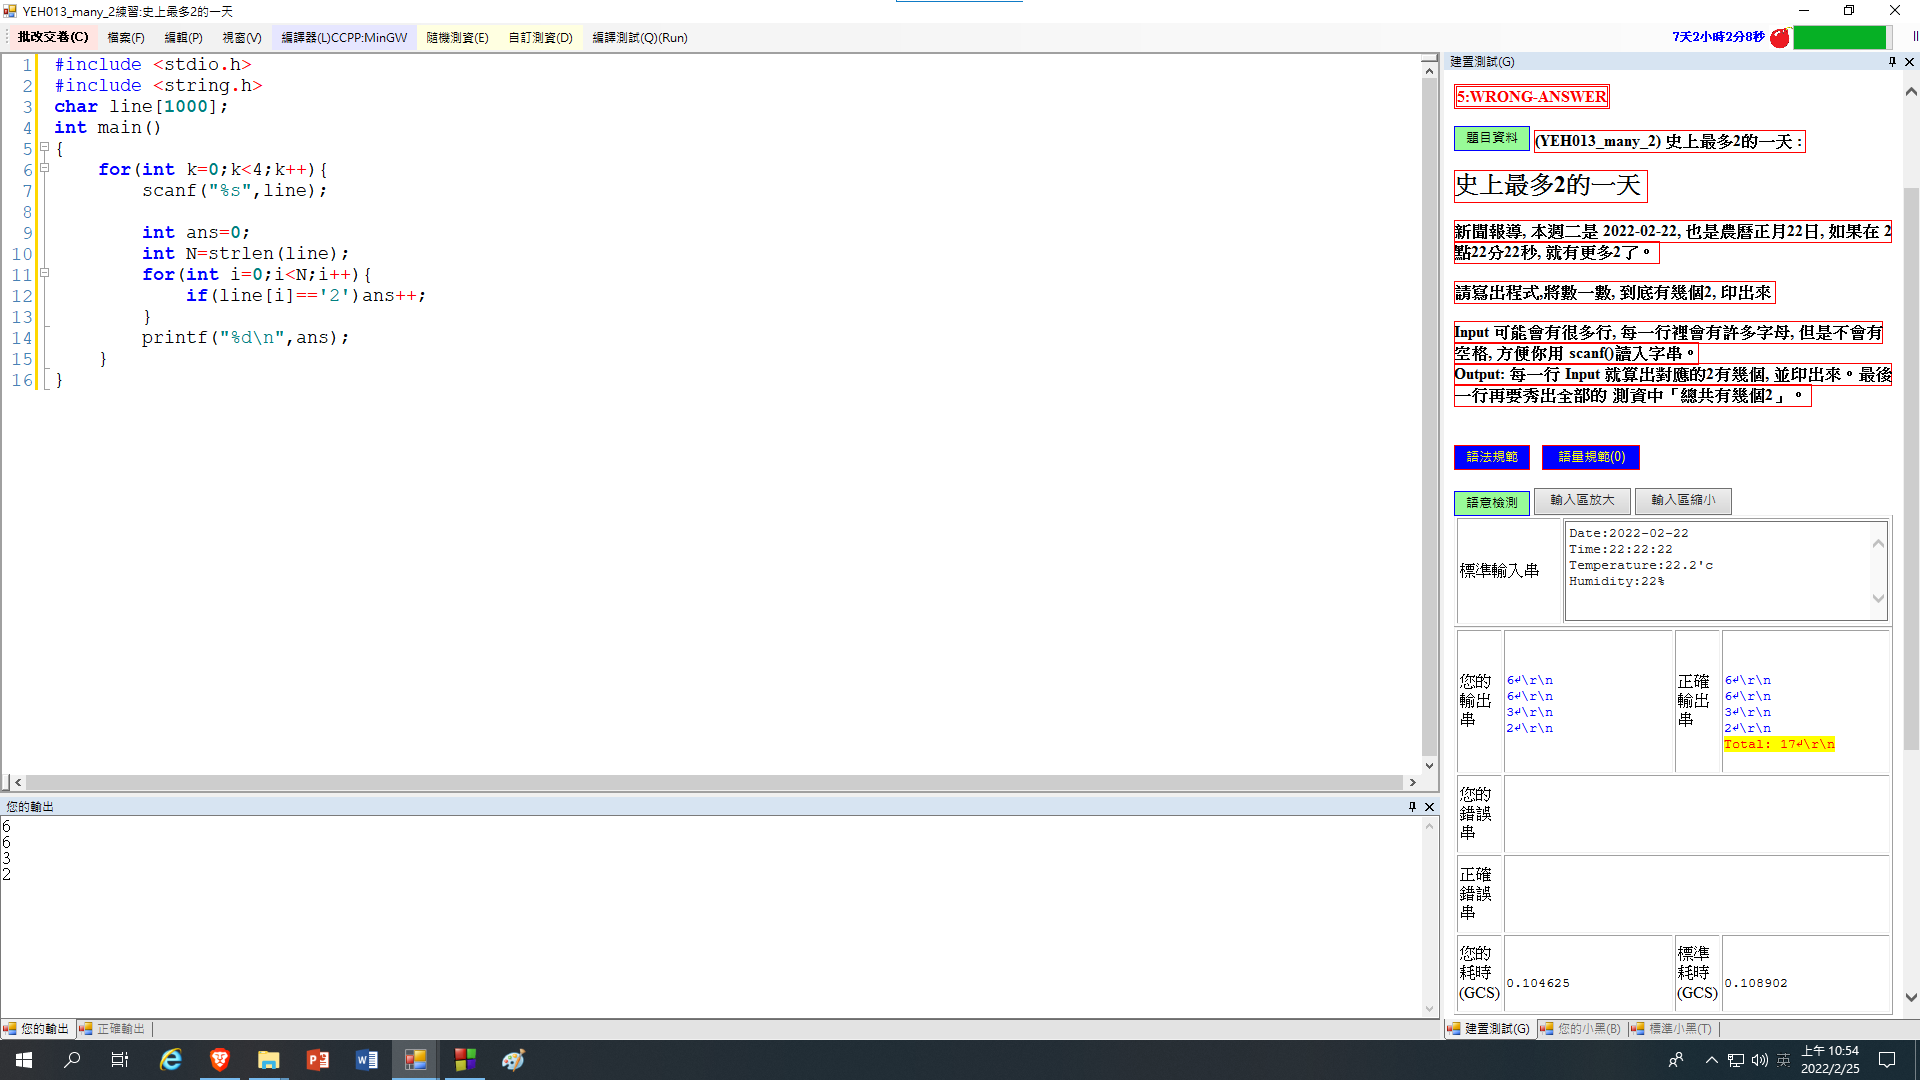 YEH013_many_2練習:史上最多2的一天
批改交卷(C) 檔案(F) 編輯(P) 視窗(V) 編譯器(L)CCPP:MinGW 隨機測資(E) 自訂測資(D) 編譯測試(Q)(Run) 7天2小時2分8秒
1 #include <stdio.h>
2 #include <string.h>
3 char line[1000];
4 int main()
5 {
6 for(int k=0;k<4;k++){
7 scanf("%s",line);
8
9 int ans=0;
10 int N=strlen(line);
11 for(int i=0;i<N;i++){
12 if(line[i]=='2')ans++;
13 }
14 printf("%d\n",ans);
15 }
16 }
您的輸出
6
6
3
2
您的輸出 正確輸出
建置測試(G)
5:WRONG-ANSWER
題目資料 (YEH013_many_2) 史上最多2的一天 :
史上最多2的一天
新聞報導, 本週二是 2022-02-22, 也是農曆正月22日, 如果在 2
點22分22秒, 就有更多2了。
請寫出程式,將數一數, 到底有幾個2, 印出來
Input 可能會有很多行, 每一行裡會有許多字母, 但是不會有
空格, 方便你用 scanf()讀入字串。
Output: 每一行 Input 就算出對應的2有幾個, 並印出來。最後
一行再要秀出全部的 測資中「總共有幾個2」。
語法規範 語量規範(0)
語意檢測 輸入區放大 輸入區縮小
標準輸入串
Date:2022-02-22
Time:22:22:22
Temperature:22.2'c
Humidity:22%
您的
輸出
串
6↵\r\n
6↵\r\n
3↵\r\n
2↵\r\n
正確
輸出
串
6↵\r\n
6↵\r\n
3↵\r\n
2↵\r\n
Total: 17↵\r\n
您的
錯誤
串
正確
錯誤
串
您的
耗時
(GCS)
0.104625
標準
耗時
(GCS)
0.108902
建置測試(G) 您的小黑(B) 標準小黑(T)
英
上午 10:54
2022/2/25